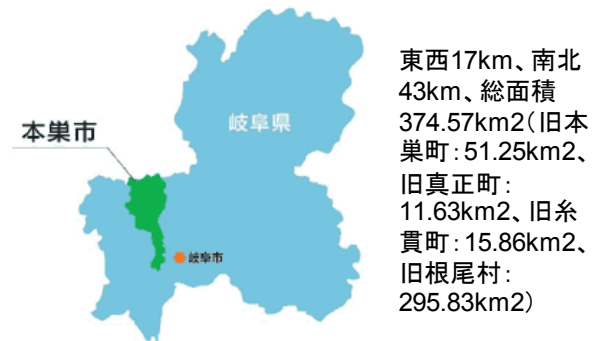 本巣市
岐阜県
岐阜市
東西17km、南北
43km、総面積
374.57km2(旧本
巣町:51.25km2、
旧真正町:
11.63km2、旧糸
貫町:15.86km2、
旧根尾村:
295.83km2)